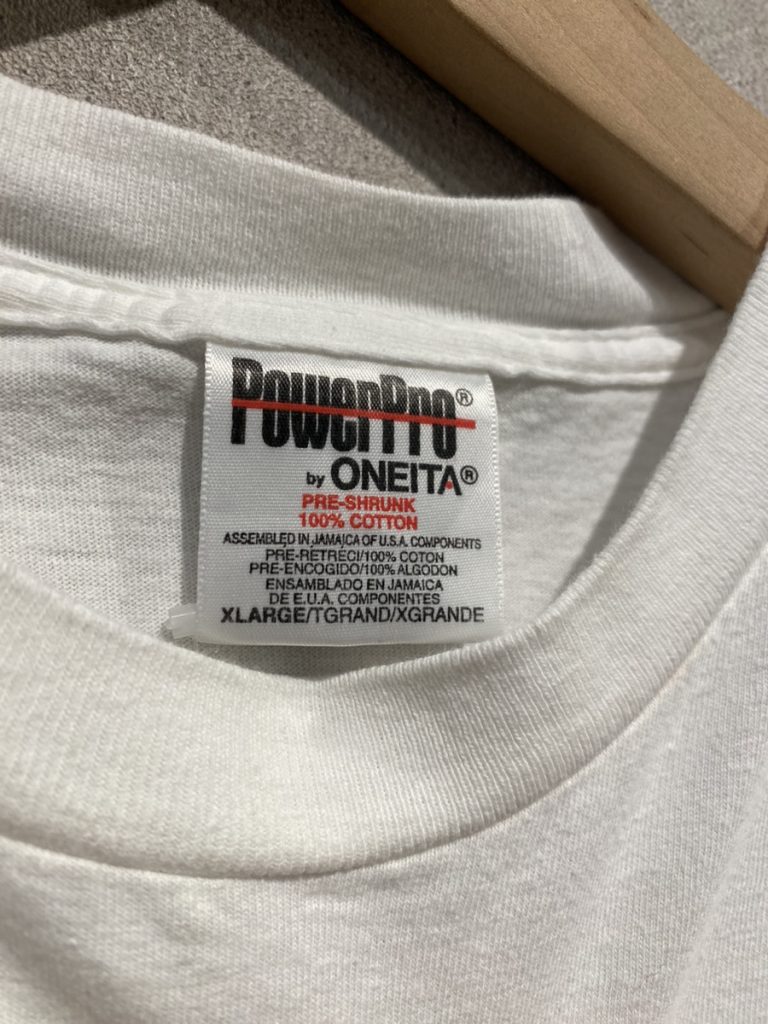 PowerPro®
by ONEITA®
PRE-SHRUNK
100% COTTON
ASSEMBLED IN JAMAICA OF U.S.A. COMPONENTS
PRE-RETRECI/100% COTON
PRE-ENCOGIDO/100% ALGODON
ENSAMBLADO EN JAMAICA
DE E.U.A. COMPONENTES
XLARGE/TGRAND/XGRANDE